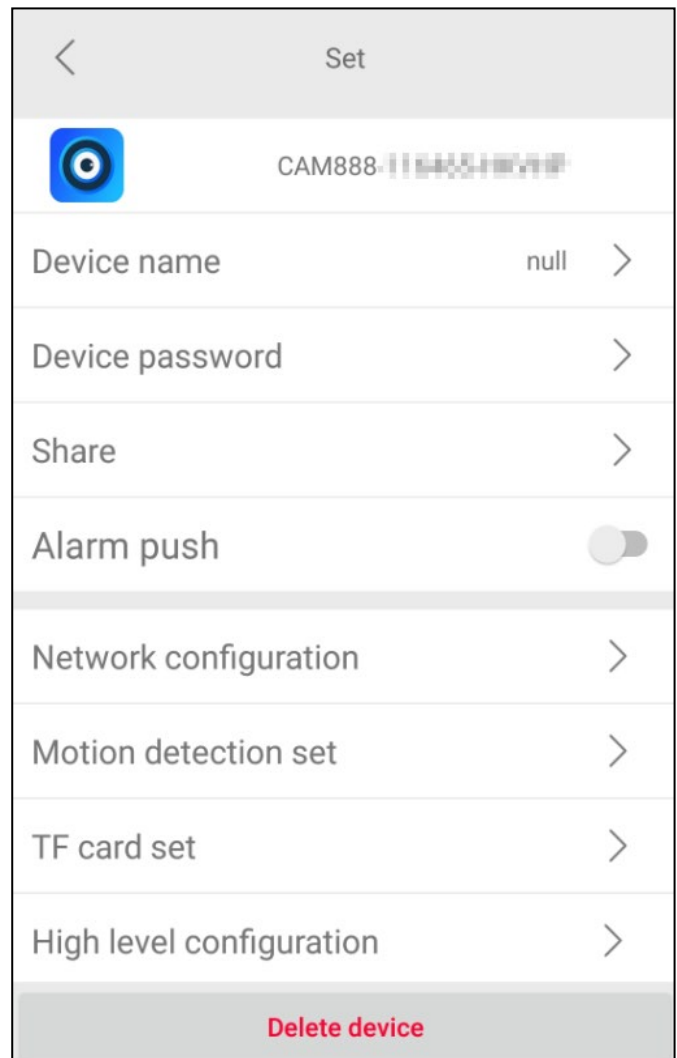 Set
CAM888-
Device name null
Device password
Share
Alarm push
Network configuration
Motion detection set
TF card set
High level configuration
Delete device